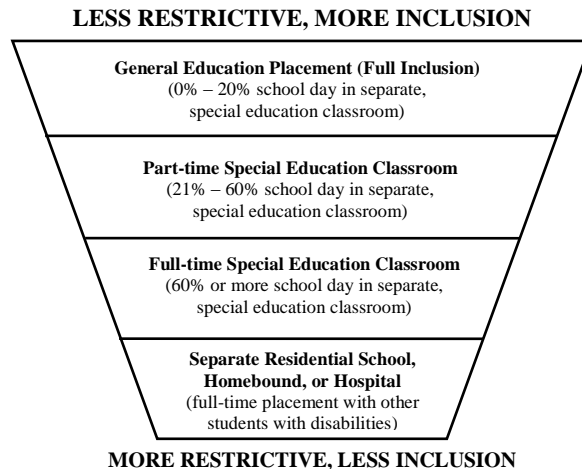 LESS RESTRICTIVE, MORE INCLUSION
General Education Placement (Full Inclusion)
(0% – 20% school day in separate,
special education classroom)
Part-time Special Education Classroom
(21% – 60% school day in separate,
special education classroom)
Full-time Special Education Classroom
(60% or more school day in separate,
special education classroom)
Separate Residential School,
Homebound, or Hospital
(full-time placement with other
students with disabilities)
MORE RESTRICTIVE, LESS INCLUSION